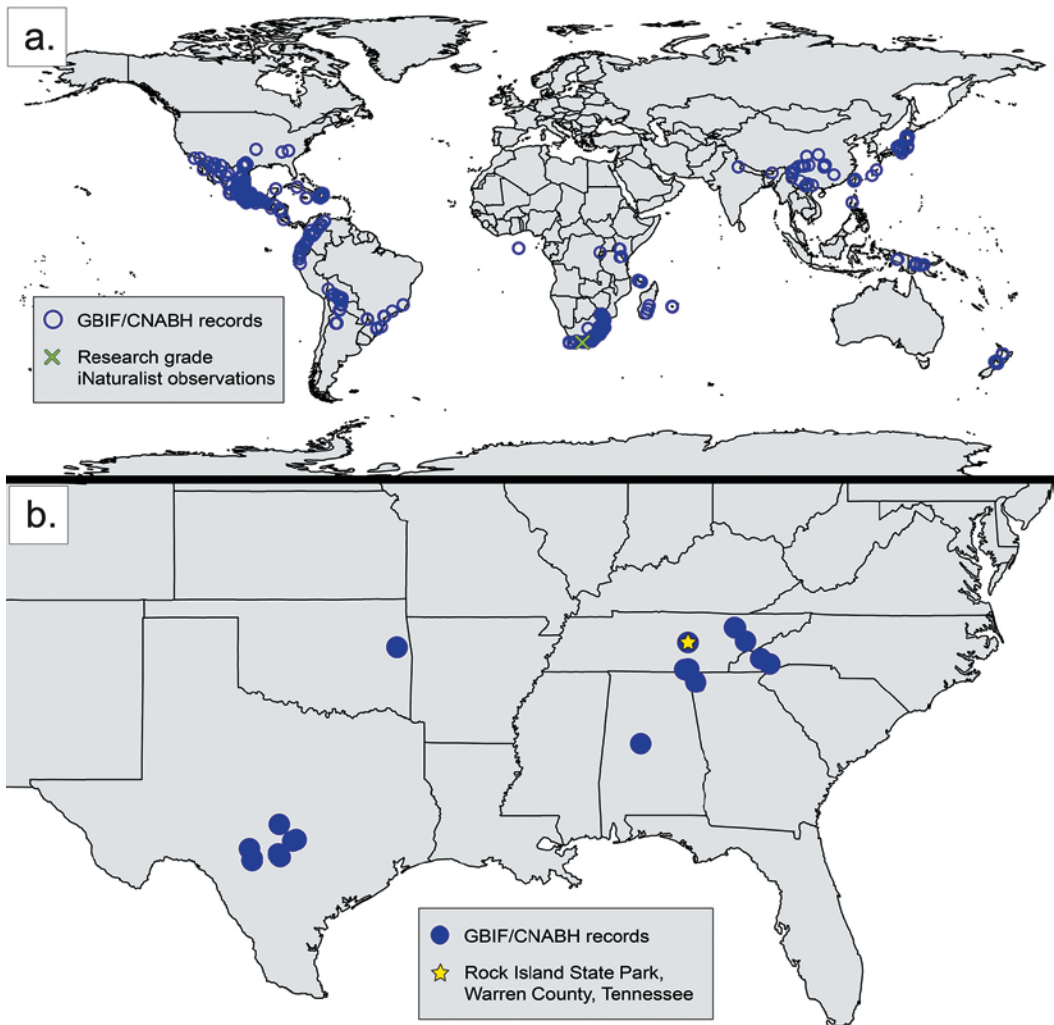 a.
GBIF/CNABH records
Research grade
iNaturalist observations
b.
GBIF/CNABH records
Rock Island State Park,
Warren County, Tennessee